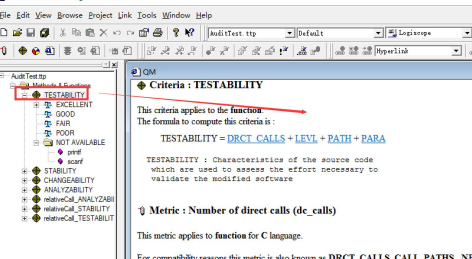 File Edit View Browse Project Link Tools Window Help
AuditTest.ttp Default Logiscope
Hyperlink
AuditTest.ttp
Methods & Functions
TESTABILITY
EXCELLENT
GOOD
FAIR
POOR
NOT AVAILABLE
printf
scanf
STABILITY
CHANGEABILITY
ANALYZABILITY
relativeCall_ANALYZABII
relativeCall_STABILITY
relativeCall_TESTABILIT
QM
Criteria : TESTABILITY
This criteria applies to the function.
The formula to compute this criteria is :
TESTABILITY = DRCT_CALLS + LEVL + PATH + PARA
TESTABILITY : Characteristics of the source code
which are used to assess the effort necessary to
validate the modified software
Metric : Number of direct calls (dc_calls)
This metric applies to function for C language.
For compatibility reasons this metric is also known as DRCT_CALLS, CALL_PATHS, NB